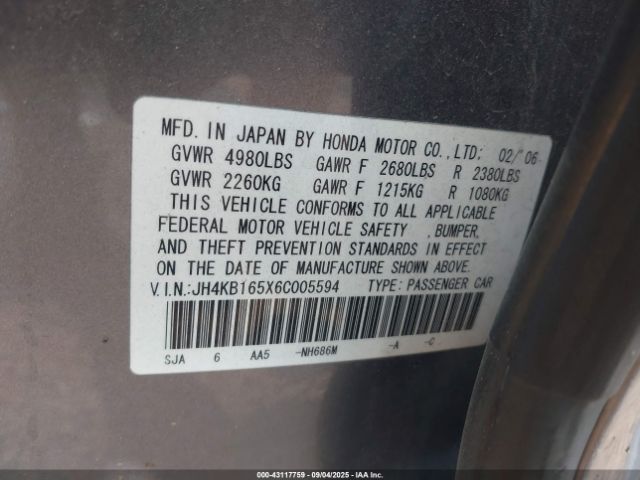 MFD. IN JAPAN BY HONDA MOTOR CO.,LTD; 02/'06
GVWR 4980LBS GAWR F 2680LBS R 2380LBS
GVWR 2260KG GAWR F 1215KG R 1080KG
THIS VEHICLE CONFORMS TO ALL APPLICABLE
FEDERAL MOTOR VEHICLE SAFETY ,BUMPER,
AND THEFT PREVENTION STANDARDS IN EFFECT
ON THE DATE OF MANUFACTURE SHOWN ABOVE.
V.I.N.:JH4KB165X6C005594 TYPE: PASSENGER CAR
SJA 6 AA5 -NH686M -A -C
000-43117759 - 09/04/2025 - IAA Inc.